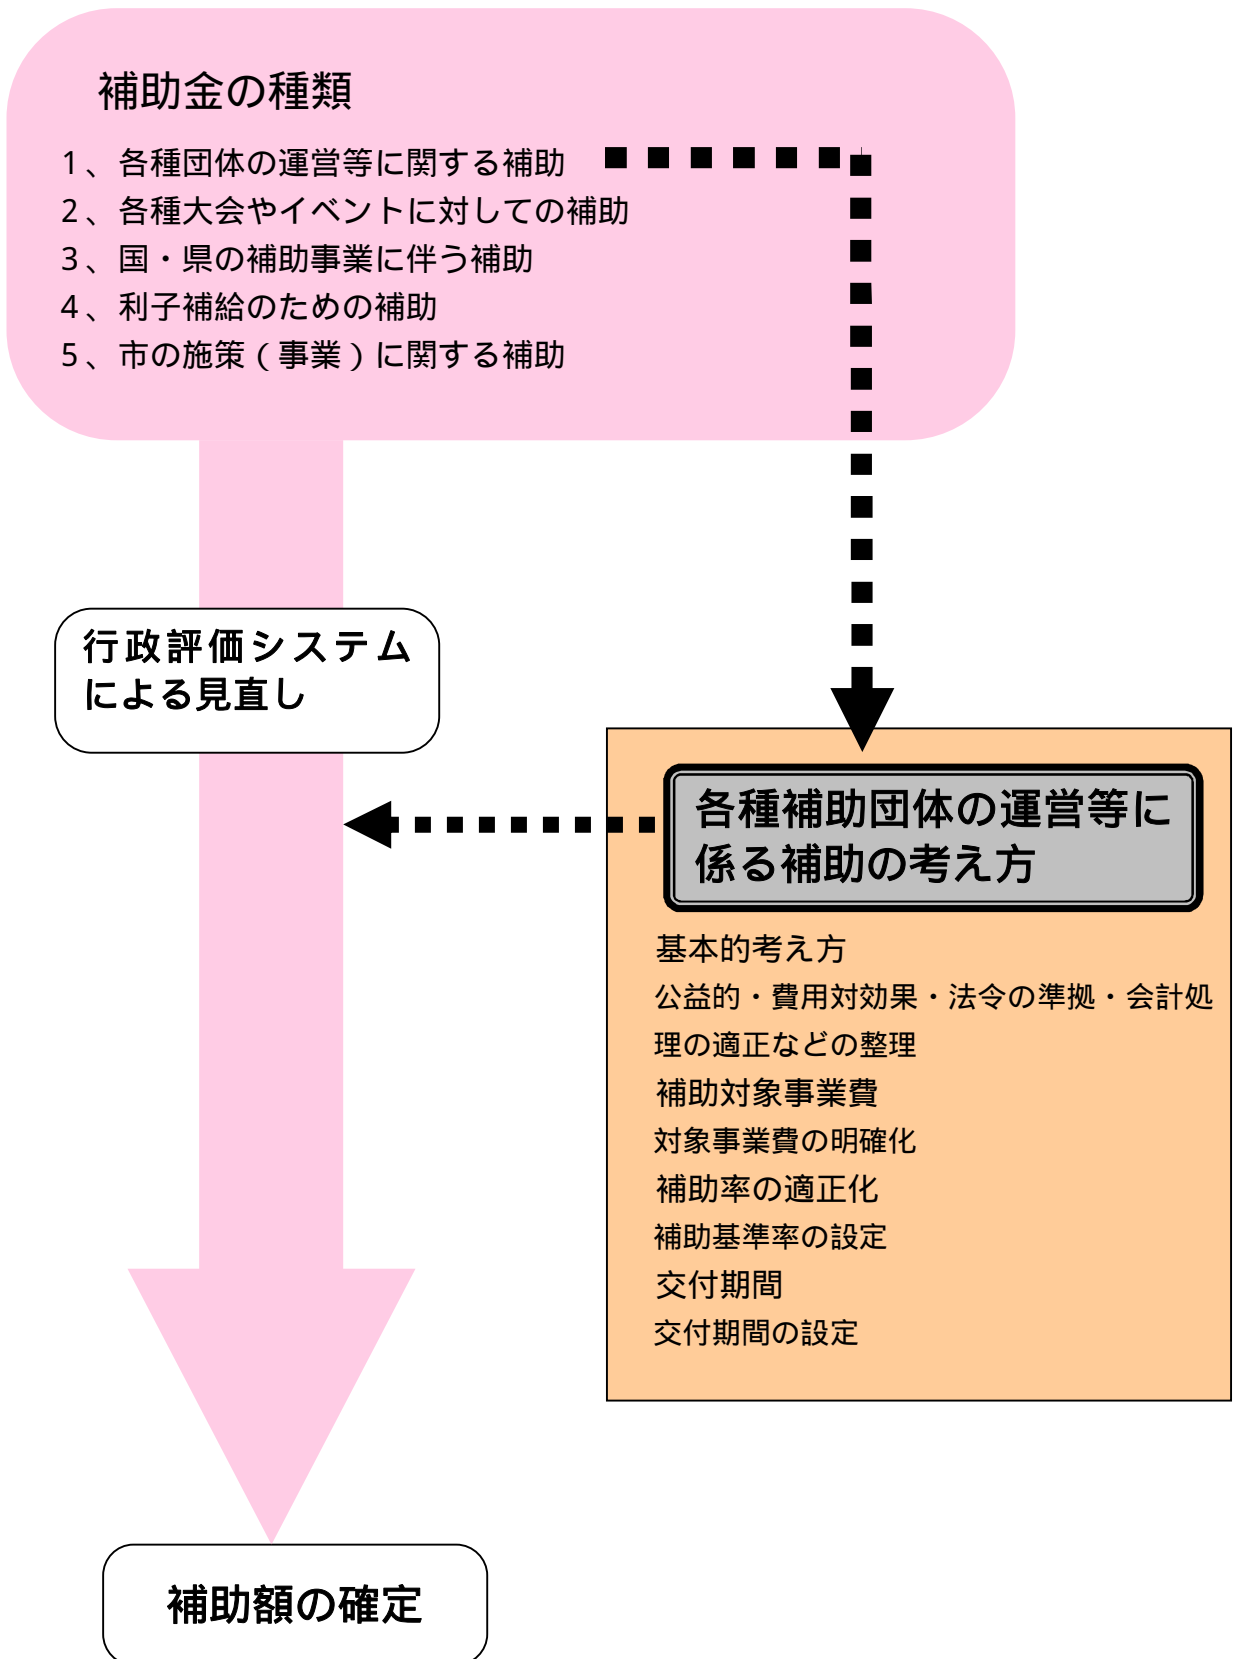 補助金の種類
1、各種団体の運営等に関する補助
2、各種大会やイベントに対しての補助
3、国・県の補助事業に伴う補助
4、利子補給のための補助
5、市の施策（事業）に関する補助
行政評価システム
による見直し
各種補助団体の運営等に
係る補助の考え方
基本的考え方
公益的・費用対効果・法令の準拠・会計処
理の適正などの整理
補助対象事業費
対象事業費の明確化
補助率の適正化
補助基準率の設定
交付期間
交付期間の設定
補助額の確定